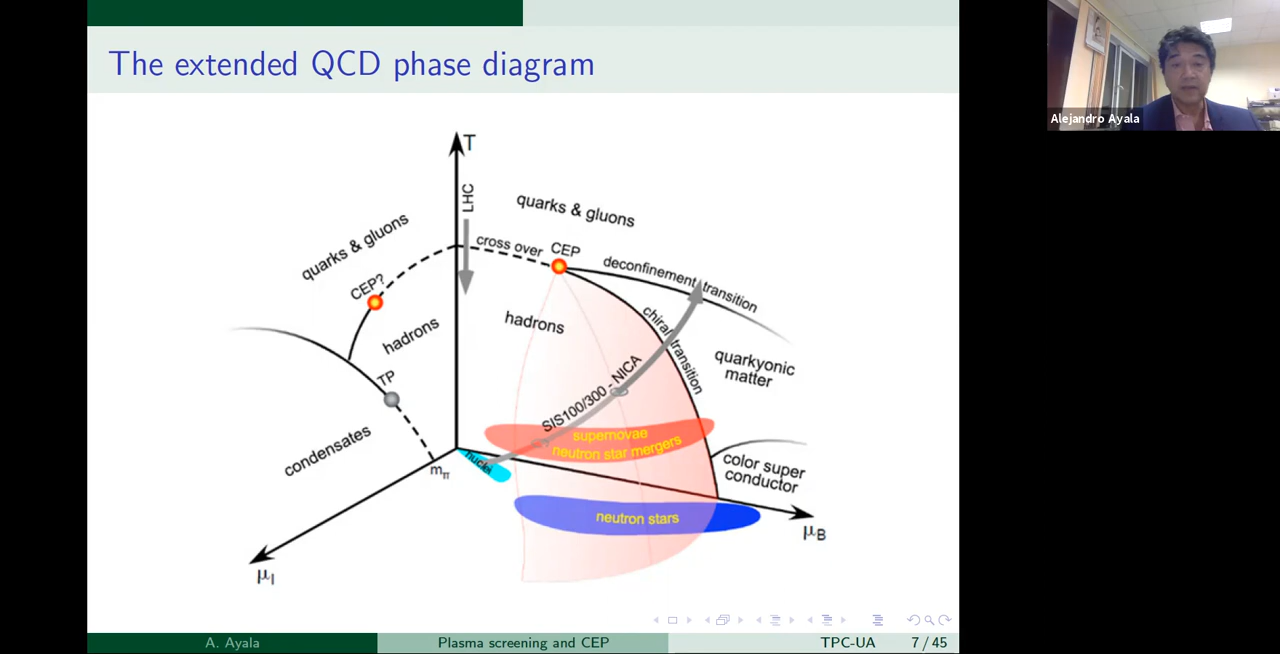 The extended QCD phase diagram
Alejandro Ayala
T
LHC
quarks & gluons
quarks & gluons
cross over
CEP
deconfinement transition
CEP?
hadrons
hadrons
chiral transition
quarkyonic
matter
TP
SIS100/300 - NICA
condensates
supernovae
neutron star mergers
mπ
nuclei
color super
conductor
neutron stars
μB
μI
A. Ayala
Plasma screening and CEP
TPC-UA
7 / 45